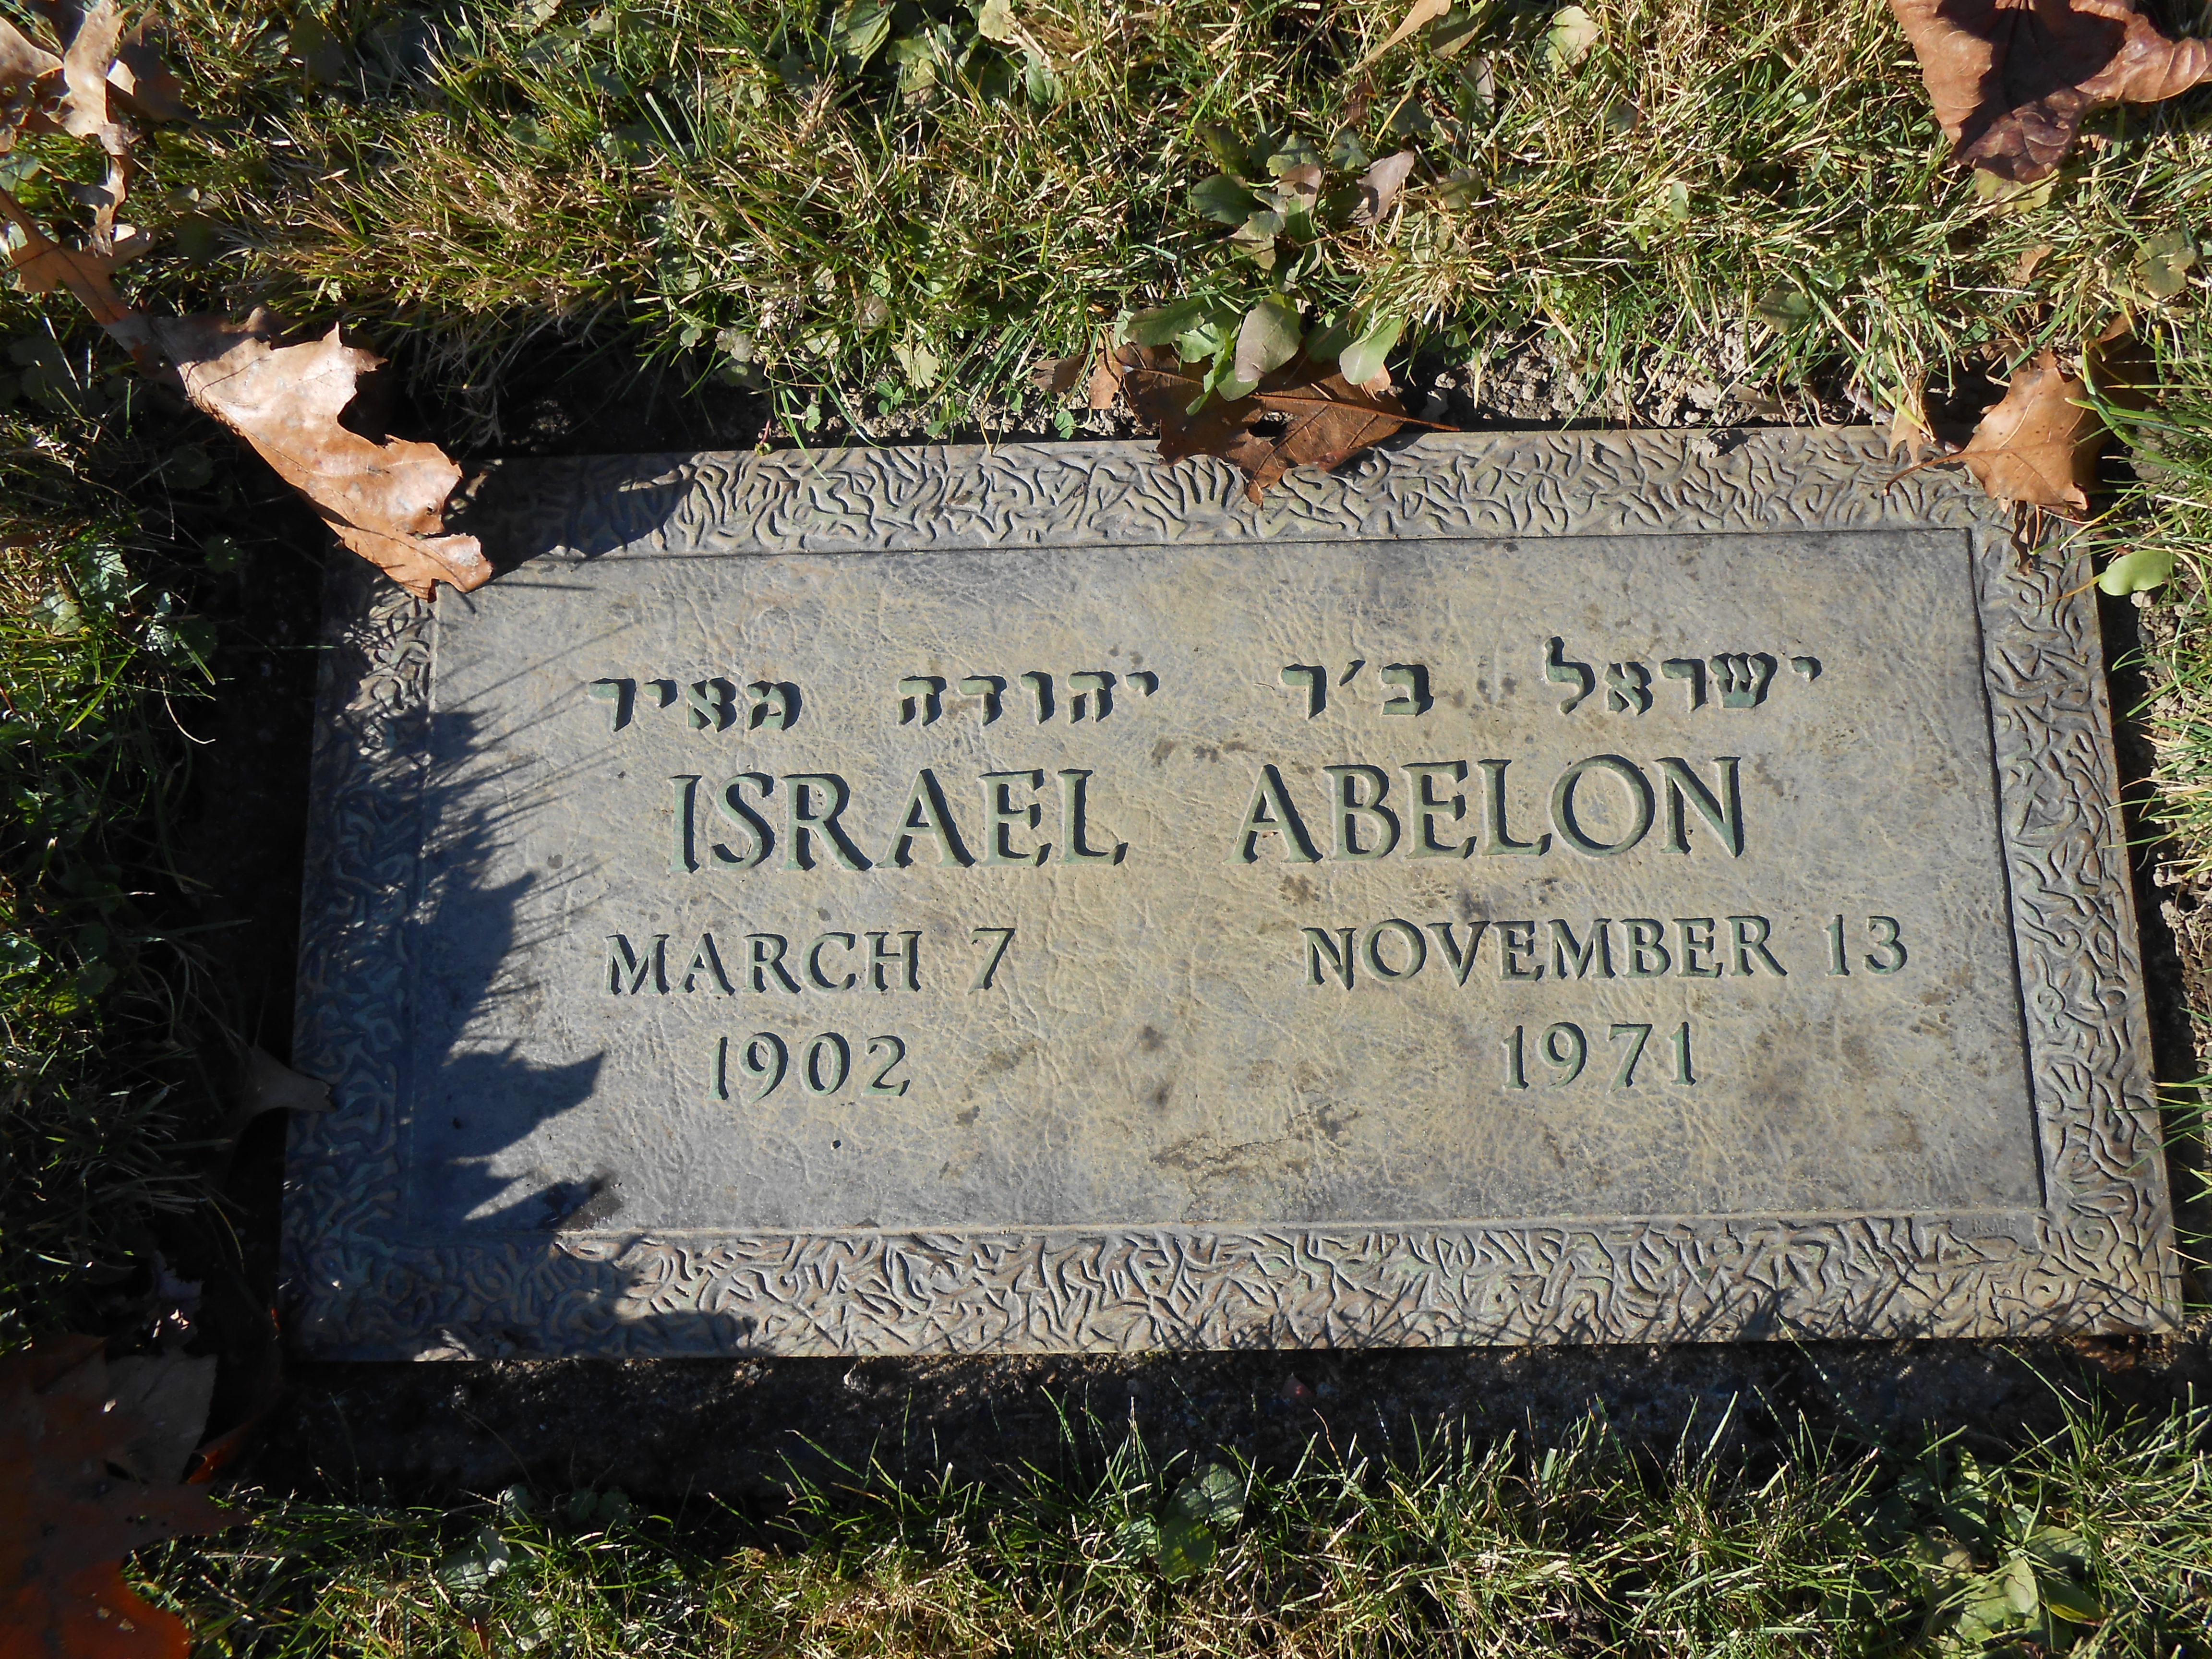 ישראל ב'ר יהודה מאיר
ISRAEL ABELON
MARCH 7 NOVEMBER 13
1902 1971